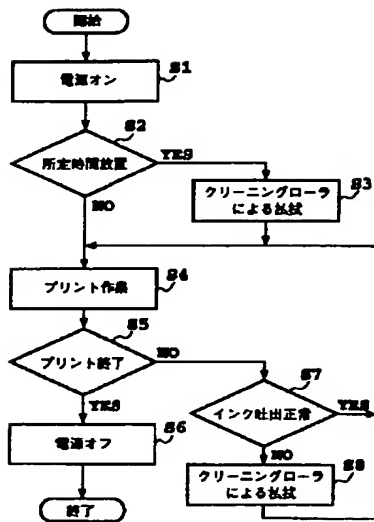 開始
S1
電源オン
S2
所定時間放置
YES
NO
クリーニングローラ
による払拭
S3
プリント作業
S4
S5
プリント終了
NO
YES
S7
インク吐出正常
YES
NO
電源オフ
S6
クリーニングローラ
による払拭
S8
終了